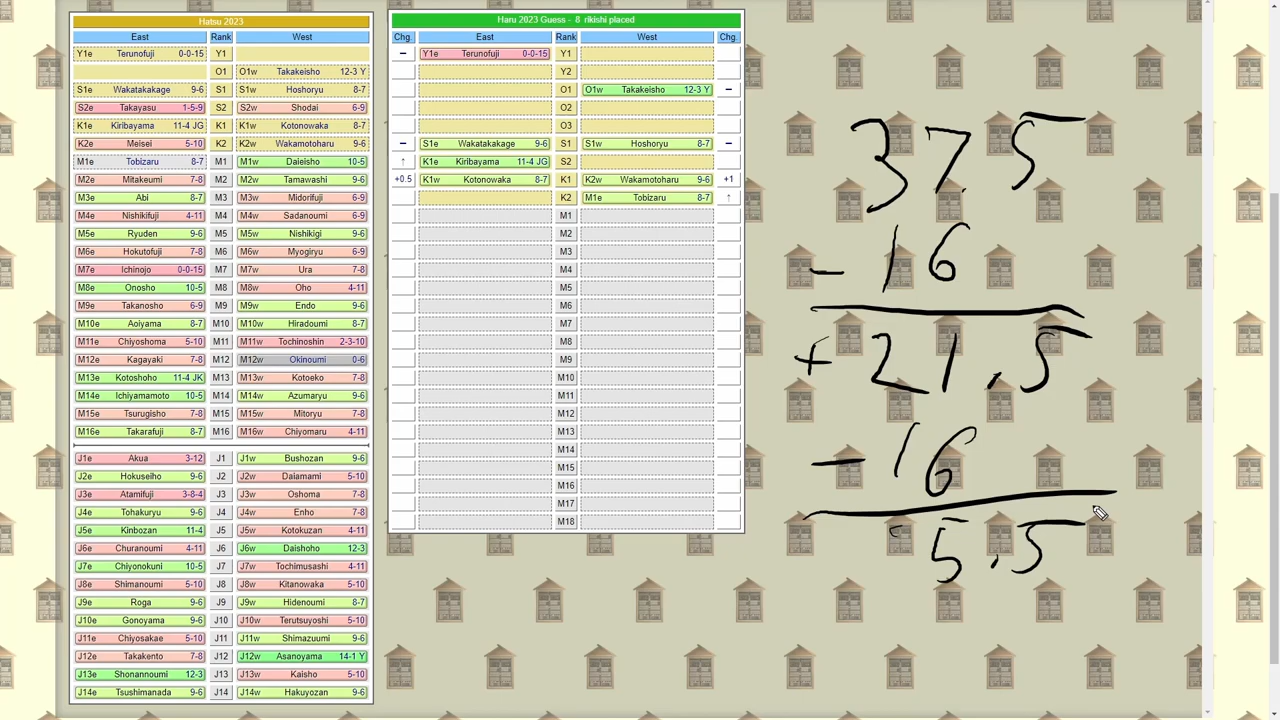 Hatsu 2023
East Rank West
Y1e Terunofuji 0-0-15 Y1
O1 O1w Takakeisho 12-3 Y
S1e Wakatakakage 9-6 S1 S1w Hoshoryu 8-7
S2e Takayasu 1-5-9 S2 S2w Shodai 6-9
K1e Kiribayama 11-4 JG K1 K1w Kotonowaka 8-7
K2e Meisei 5-10 K2 K2w Wakamotoharu 9-6
M1e Tobizaru 8-7 M1 M1w Daieisho 10-5
M2e Mitakeumi 7-8 M2 M2w Tamawashi 9-6
M3e Abi 8-7 M3 M3w Midorifuji 6-9
M4e Nishikifuji 4-11 M4 M4w Sadanoumi 6-9
M5e Ryuden 9-6 M5 M5w Nishikigi 9-6
M6e Hokutofuji 7-8 M6 M6w Myogiryu 6-9
M7e Ichinojo 0-0-15 M7 M7w Ura 7-8
M8e Onosho 10-5 M8 M8w Oho 4-11
M9e Takanosho 6-9 M9 M9w Endo 9-6
M10e Aoiyama 8-7 M10 M10w Hiradoumi 8-7
M11e Chiyoshoma 5-10 M11 M11w Tochinoshin
M12e Kagayaki 7-8 M12 M12w Okinoumi 0-6
M13e Kotoshoho 11-4 JK M13 M13w Kotoeko 7-8
M14e Ichiyamamoto 10-5 M14 M14w Azumaryu 9-6
M15e Tsurugisho 7-8 M15 M15w Mitoryu 7-8
M16e Takarafuji 8-7 M16 M16w Chiyomaru 4-11
J1e Akua 3-12 J1 J1w Bushozan 9-6
J2e Hokuseiho 9-6 J2 J2w Daiamami 5-10
J3e Atamifuji 3-8-4 J3 J3w Oshoma 8-7
J4e Tohakuryu 9-6 J4 J4w Enho 7-8
J5e Kinbozan 11-4 J5 J5w Kotokuzan 4-11
J6e Churanoumi 4-11 J6 J6w Daishoho 12-3
J7e Chiyonokuni 10-5 J7 J7w Tochimusashi 4-11
J8e Shimanoumi 5-10 J8 J8w Kitanowaka 5-10
J9e Roga 9-6 J9 J9w Hidenoumi 8-7
J10e Gonoyama 9-6 J10 J10w Terutsuyoshi 5-10
J11e Chiyosakae 5-10 J11 J11w Shimazuumi 9-6
J12e Takakento 7-8 J12 J12w Asanoyama 14-1 Y
J13e Shonannoumi 12-3 J13 J13w Kaisho 5-10
J14e Tsushimanada 9-6 J14 J14w Hakuyozan 9-6
Haru 2023 Guess - 8 rikishi placed
Chg. East Rank West Chg.
– Y1e Terunofuji 0-0-15 Y1
Y2
O1 O1w Takakeisho 12-3 Y –
O2
O3
– S1e Wakatakakage 9-6 S1 S1w Hoshoryu 8-7 –
↑ K1e Kiribayama 11-4 JG S2
+0.5 K1w Kotonowaka 8-7 K1 K2w Wakamotoharu 9-6 +1
K2 M1e Tobizaru 8-7 ↑
M1
M2
M3
M4
M5
M6
M7
M8
M9
M10
M11
M12
M13
M14
M15
M16
M17
M18
37.5
- 16
+ 21,5
- 16
5,5